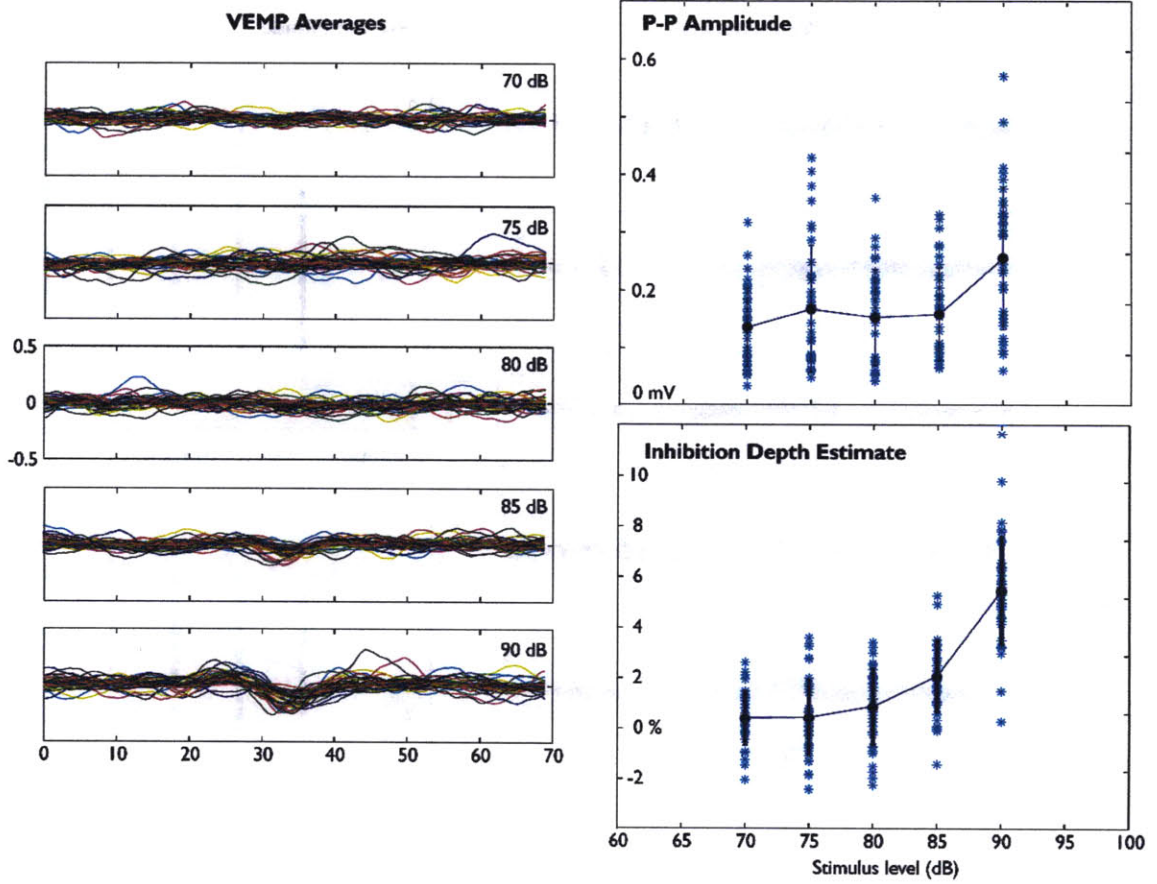 VEMP Averages
70 dB
75 dB
0.5
80 dB
0
-0.5
85 dB
90 dB
0 10 20 30 40 50 60 70
P-P Amplitude
0.6
0.4
0.2
0 mV
Inhibition Depth Estimate
10
8
6
4
2
0 %
-2
60 65 70 75 80 85 90 95 100
Stimulus level (dB)